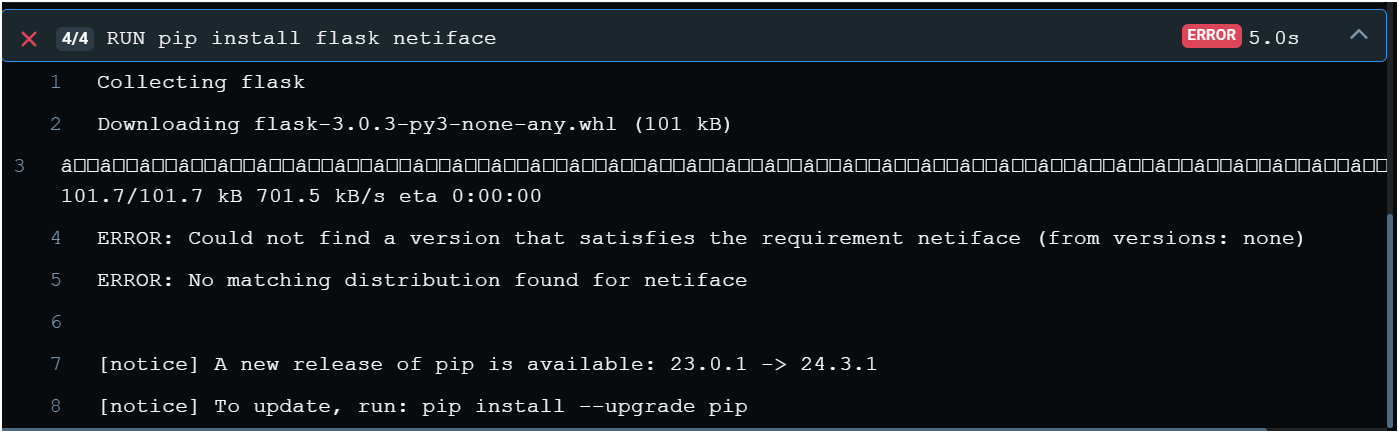 4/4 RUN pip install flask netiface ERROR 5.0s
1 Collecting flask
2 Downloading flask-3.0.3-py3-none-any.whl (101 kB)
3 â□□â□□â□□â□□â□□â□□â□□â□□â□□â□□â□□â□□â□□â□□â□□â□□â□□â□□â□□â□□â□□â□□â□□â□□â□□â□□â□□â□□â□□â□□â□□â□□â□□â□□
101.7/101.7 kB 701.5 kB/s eta 0:00:00
4 ERROR: Could not find a version that satisfies the requirement netiface (from versions: none)
5 ERROR: No matching distribution found for netiface
6
7 [notice] A new release of pip is available: 23.0.1 -> 24.3.1
8 [notice] To update, run: pip install --upgrade pip